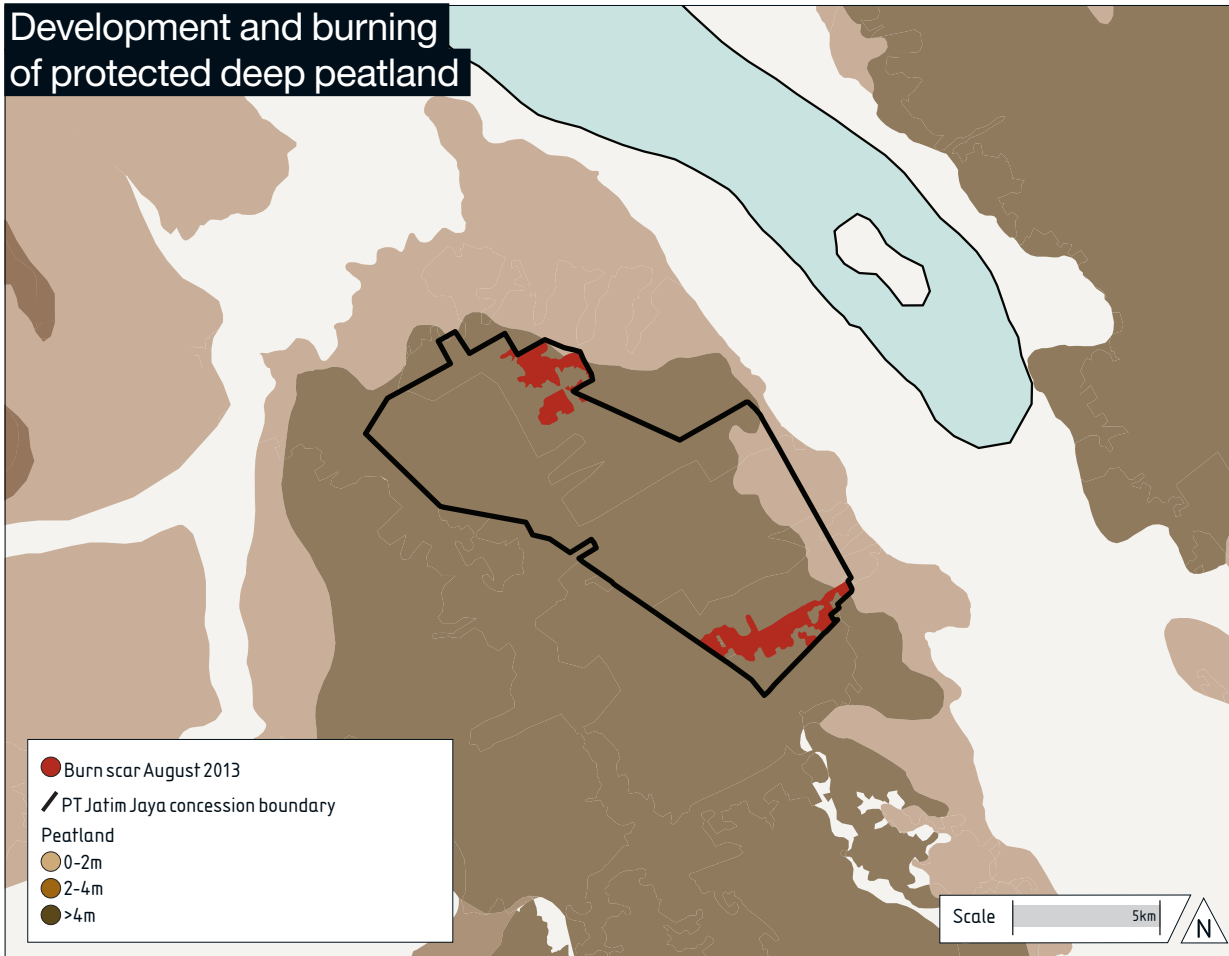 Development and burning
of protected deep peatland
Burn scar August 2013
PT Jatim Jaya concession boundary
Peatland
0-2m
2-4m
>4m
Scale 5km
N